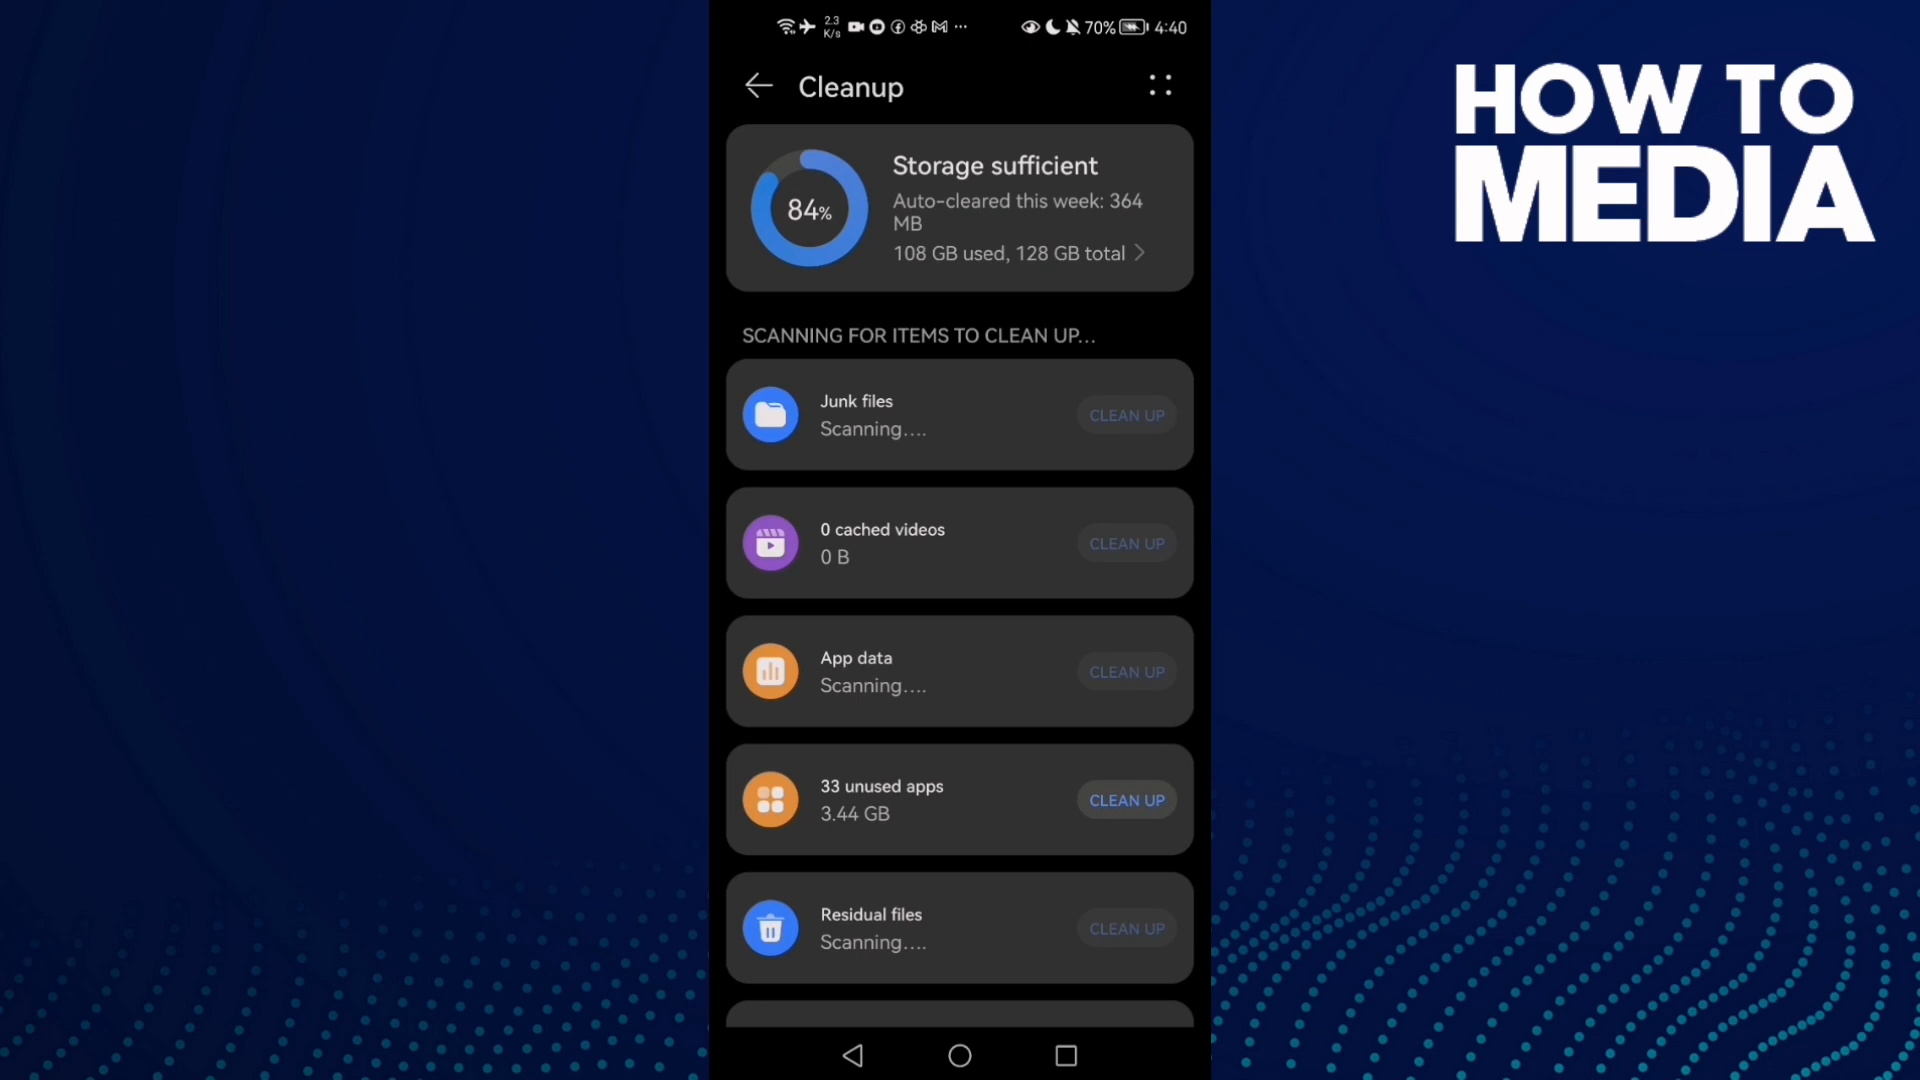 2.3
K/s
70%
4:40
Cleanup
84%
Storage sufficient
Auto-cleared this week: 364
MB
108 GB used, 128 GB total
SCANNING FOR ITEMS TO CLEAN UP...
Junk files
Scanning....
CLEAN UP
0 cached videos
0 B
CLEAN UP
App data
Scanning....
CLEAN UP
33 unused apps
3.44 GB
CLEAN UP
Residual files
Scanning....
CLEAN UP
HOW TO
MEDIA